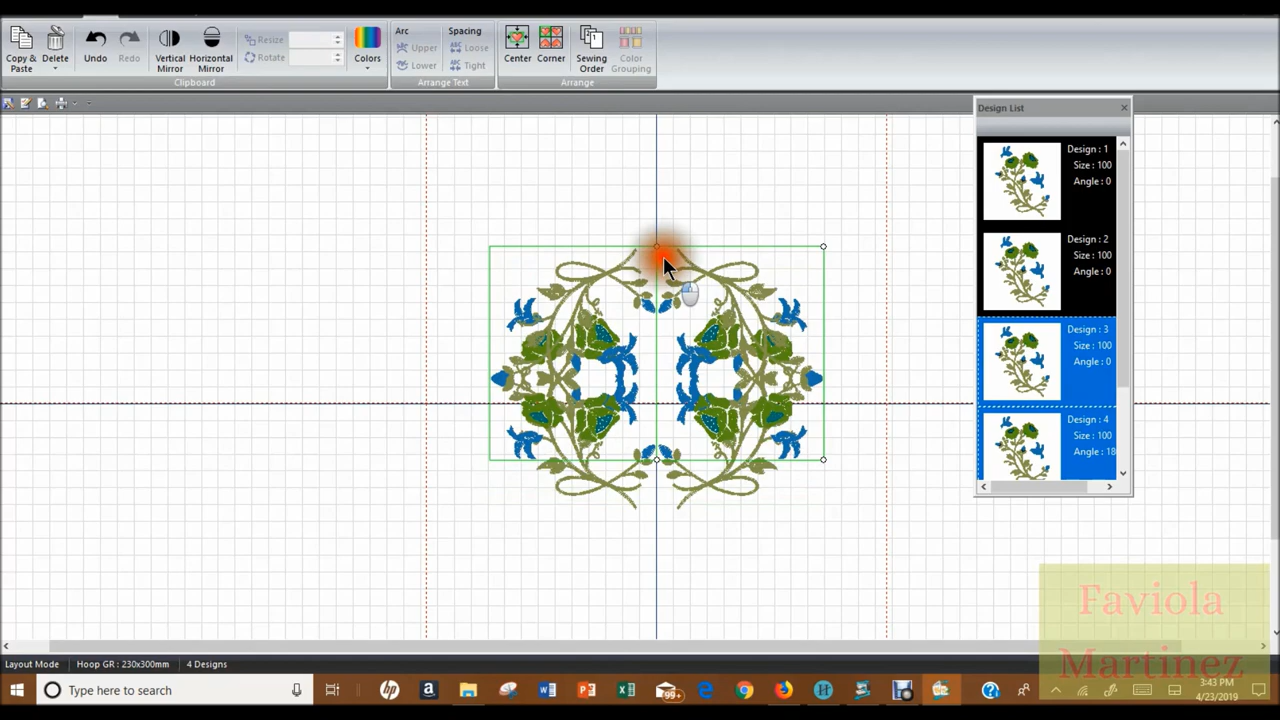 Copy &
Paste
Delete
Undo
Redo
Vertical
Mirror
Horizontal
Mirror
Resize
Rotate
Clipboard
Colors
Arc
Upper
Lower
Spacing
Loose
Tight
Arrange Text
Center
Corner
Sewing
Order
Color
Grouping
Arrange
Design List
Design : 1
Size : 100
Angle : 0
Design : 2
Size : 100
Angle : 0
Design : 3
Size : 100
Angle : 0
Design : 4
Size : 100
Angle : 18
Faviola
Martinez
Layout Mode
Hoop GR : 230x300mm
4 Designs
Type here to search
99+
3:43 PM
4/23/2019